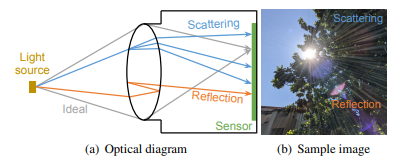 Scattering
Light
source
Ideal
Reflection
Sensor
Scattering
Reflection
(a) Optical diagram
(b) Sample image